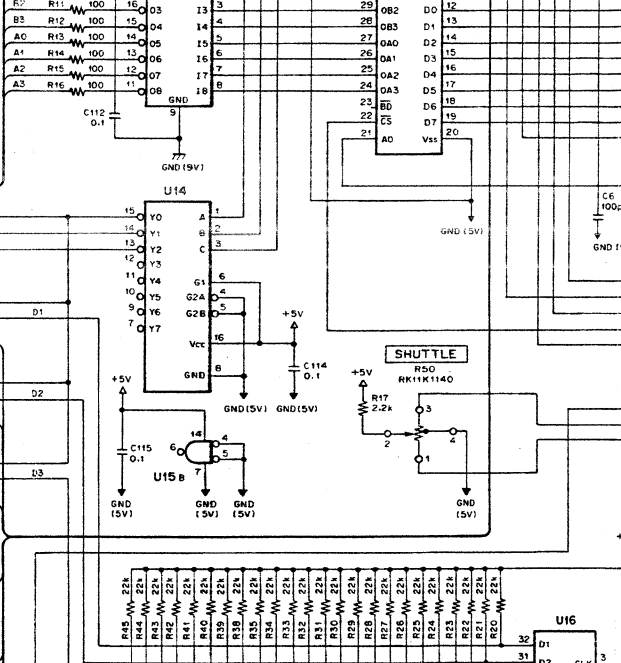 B2 R11 100 16 O3 I3 3
B3 R12 100 15 O4 I4 4
A0 R13 100 14 O5 I5 5
A1 R14 100 13 O6 I6 6
A2 R15 100 12 O7 I7 7
A3 R16 100 11 O8 I8 8
GND
9
C112
0.1
GND (9V)
29 OB2 D0 12
28 OB3 D1 13
27 OA0 D2 14
26 OA1 D3 15
25 OA2 D4 16
24 OA3 D5 17
23 BD D6 18
22 CS D7 19
21 A0 Vss 20
GND (5V)
C6
100p
GND (
U14
15 Y0 A 1
14 Y1 B 2
13 Y2 C 3
12 Y3
11 Y4 G1 6
10 Y5 G2A 4
9 Y6 G2B 5
7 Y7
Vcc 16
GND 8
+5V
C114
0.1
GND(5V) GND(5V)
D1
D2
D3
+5V
C115
0.1
GND
(5V)
14
6 4
5
7
U15 B
GND
(5V)
GND
(5V)
SHUTTLE
R50
RK11K1140
+5V
R17
2.2k
3
2 4
1
GND
(5V)
22k 22k 22k 22k 22k 22k 22k 22k 22k 22k 22k 22k 22k 22k 22k 22k 22k 22k 22k 22k 22k 22k 22k 22k
R45 R44 R43 R42 R41 R40 R39 R38 R35 R34 R33 R32 R31 R30 R29 R28 R27 R26 R25 R24 R23 R22 R21 R20
U16
32 D1
31 D2 CLK 3